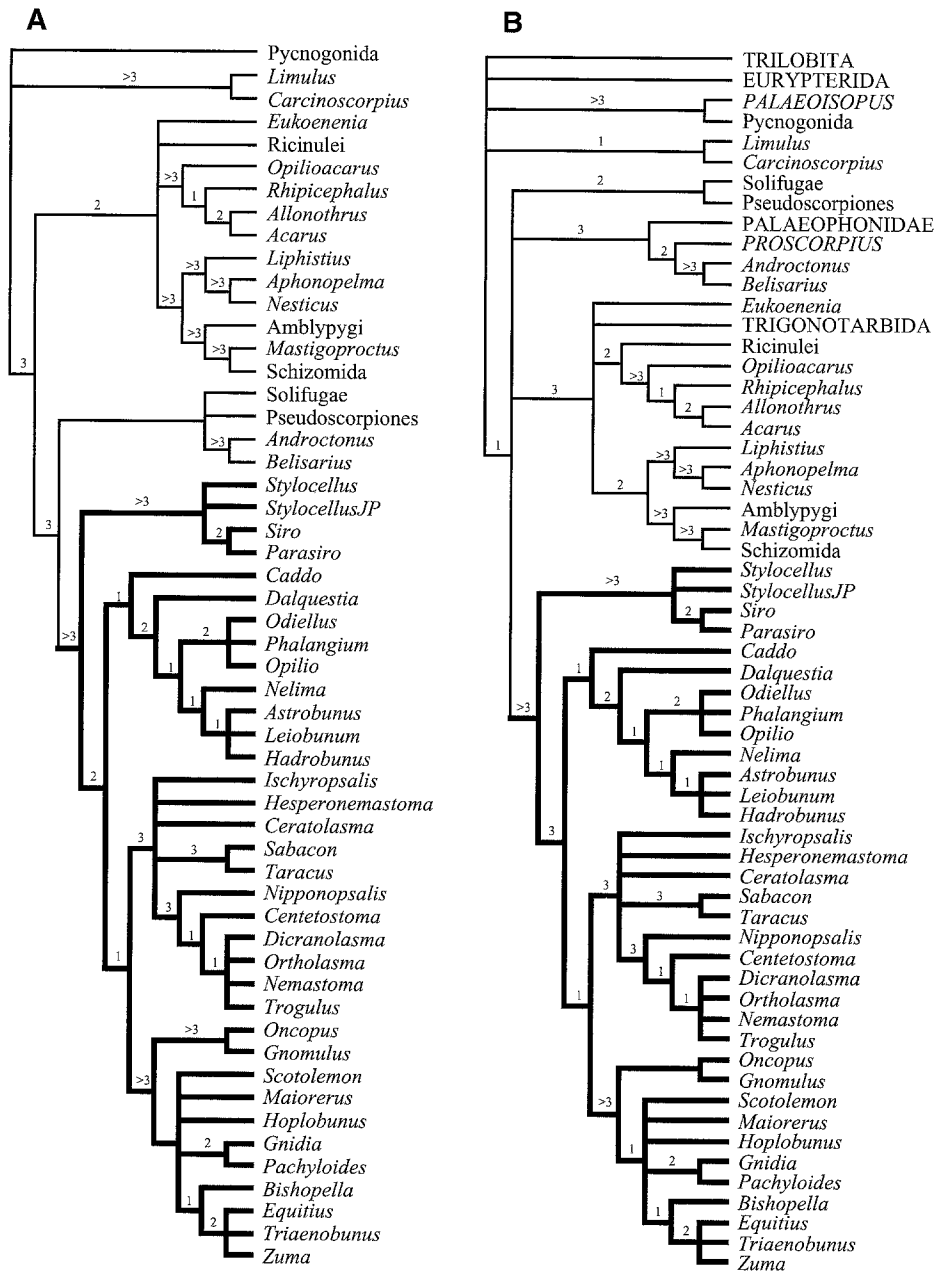 A
Pycnogonida
>3
Limulus
Carcinoscorpius
Eukoenenia
Ricinulei
Opilioacarus
>3
Rhipicephalus
1
Allonothrus
2
2
Acarus
Liphistius
>3
Aphonopelma
>3
Nesticus
>3
Amblypygi
>3
Mastigoproctus
>3
Schizomida
3
Solifugae
Pseudoscorpiones
Androctonus
>3
Belisarius
Stylocellus
>3
StylocellusJP
Siro
3
2
Parasiro
Caddo
1
Dalquestia
Odiellus
2
2
Phalangium
>3
Opilio
1
Nelima
1
Astrobunus
1
Leiobunum
Hadrobunus
2
Ischyropsalis
Hesperonemastoma
Ceratolasma
3
Sabacon
3
Taracus
Nipponopsalis
3
Centetostoma
1
Dicranolasma
1
Ortholasma
1
Nemastoma
Trogulus
Oncopus
>3
Gnomulus
>3
Scotolemon
Maiorerus
Hoplobunus
Gnidia
2
Pachyloides
Bishopella
1
Equitius
2
Triaenobunus
Zuma
B
TRILOBITA
EURYPTERIDA
PALAEOISOPUS
>3
Pycnogonida
Limulus
1
Carcinoscorpius
Solifugae
2
Pseudoscorpiones
PALAEOPHONIDAE
3
PROSCORPIUS
2
Androctonus
>3
Belisarius
Eukoenenia
TRIGONOTARBIDA
Ricinulei
2
Opilioacarus
>3
Rhipicephalus
3
1
Allonothrus
2
Acarus
1
Liphistius
>3
Aphonopelma
>3
Nesticus
2
Amblypygi
>3
Mastigoproctus
>3
Schizomida
Stylocellus
>3
StylocellusJP
Siro
2
Parasiro
Caddo
1
Dalquestia
Odiellus
2
2
Phalangium
>3
Opilio
1
Nelima
1
Astrobunus
1
Leiobunum
Hadrobunus
3
Ischyropsalis
Hesperonemastoma
Ceratolasma
3
Sabacon
3
Taracus
Nipponopsalis
3
Centetostoma
1
Dicranolasma
1
Ortholasma
1
Nemastoma
Trogulus
Oncopus
Gnomulus
>3
Scotolemon
Maiorerus
Hoplobunus
1
Gnidia
2
Pachyloides
Bishopella
1
Equitius
2
Triaenobunus
Zuma